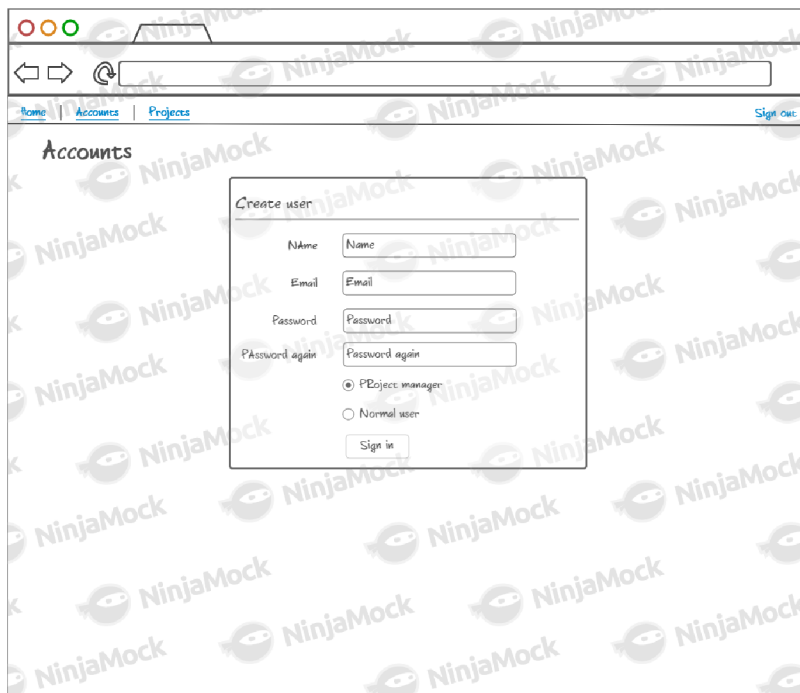 Home | Accounts | Projects Sign out
Accounts
Create user
NAme Name
Email Email
Password Password
PAssword again Password again
PRoject manager
Normal user
Sign in
NinjaMock